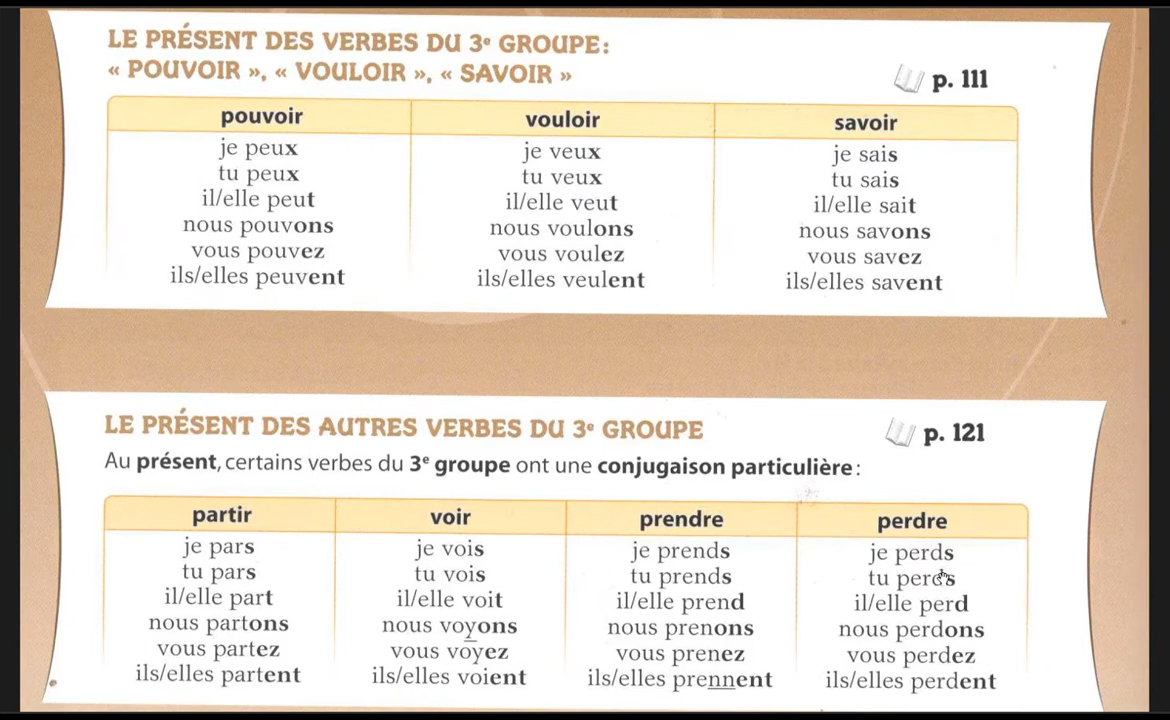 LE PRÉSENT DES VERBES DU 3e GROUPE :
« POUVOIR », « VOULOIR », « SAVOIR »
p. 111
pouvoir vouloir savoir
je peux je veux je sais
tu peux tu veux tu sais
il/elle peut il/elle veut il/elle sait
nous pouvons nous voulons nous savons
vous pouvez vous voulez vous savez
ils/elles peuvent ils/elles veulent ils/elles savent
LE PRÉSENT DES AUTRES VERBES DU 3e GROUPE
p. 121
Au présent, certains verbes du 3e groupe ont une conjugaison particulière :
partir voir prendre perdre
je pars je vois je prends je perds
tu pars tu vois tu prends tu perds
il/elle part il/elle voit il/elle prend il/elle perd
nous partons nous voyons nous prenons nous perdons
vous partez vous voyez vous prenez vous perdez
ils/elles partent ils/elles voient ils/elles prennent ils/elles perdent